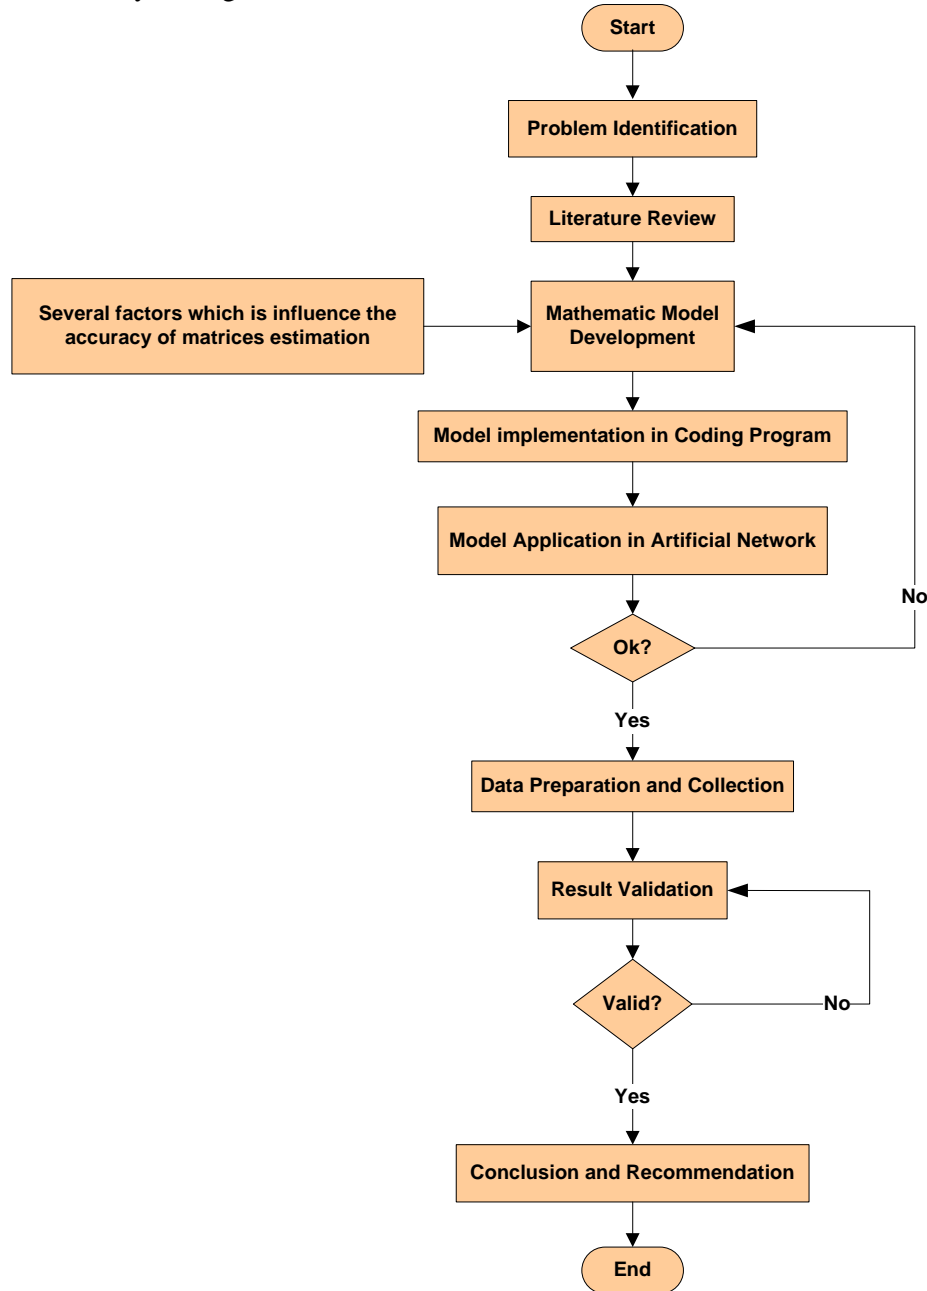 Start
Problem Identification
Literature Review
Several factors which is influence the
accuracy of matrices estimation
Mathematic Model
Development
Model implementation in Coding Program
Model Application in Artificial Network
No
Ok?
Yes
Data Preparation and Collection
Result Validation
Valid?
No
Yes
Conclusion and Recommendation
End